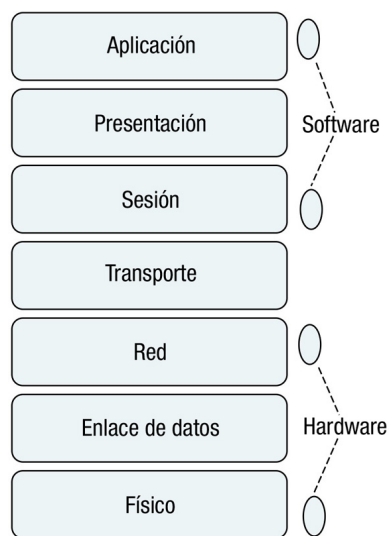 Aplicación
Presentación
Software
Sesión
Transporte
Red
Enlace de datos
Hardware
Físico